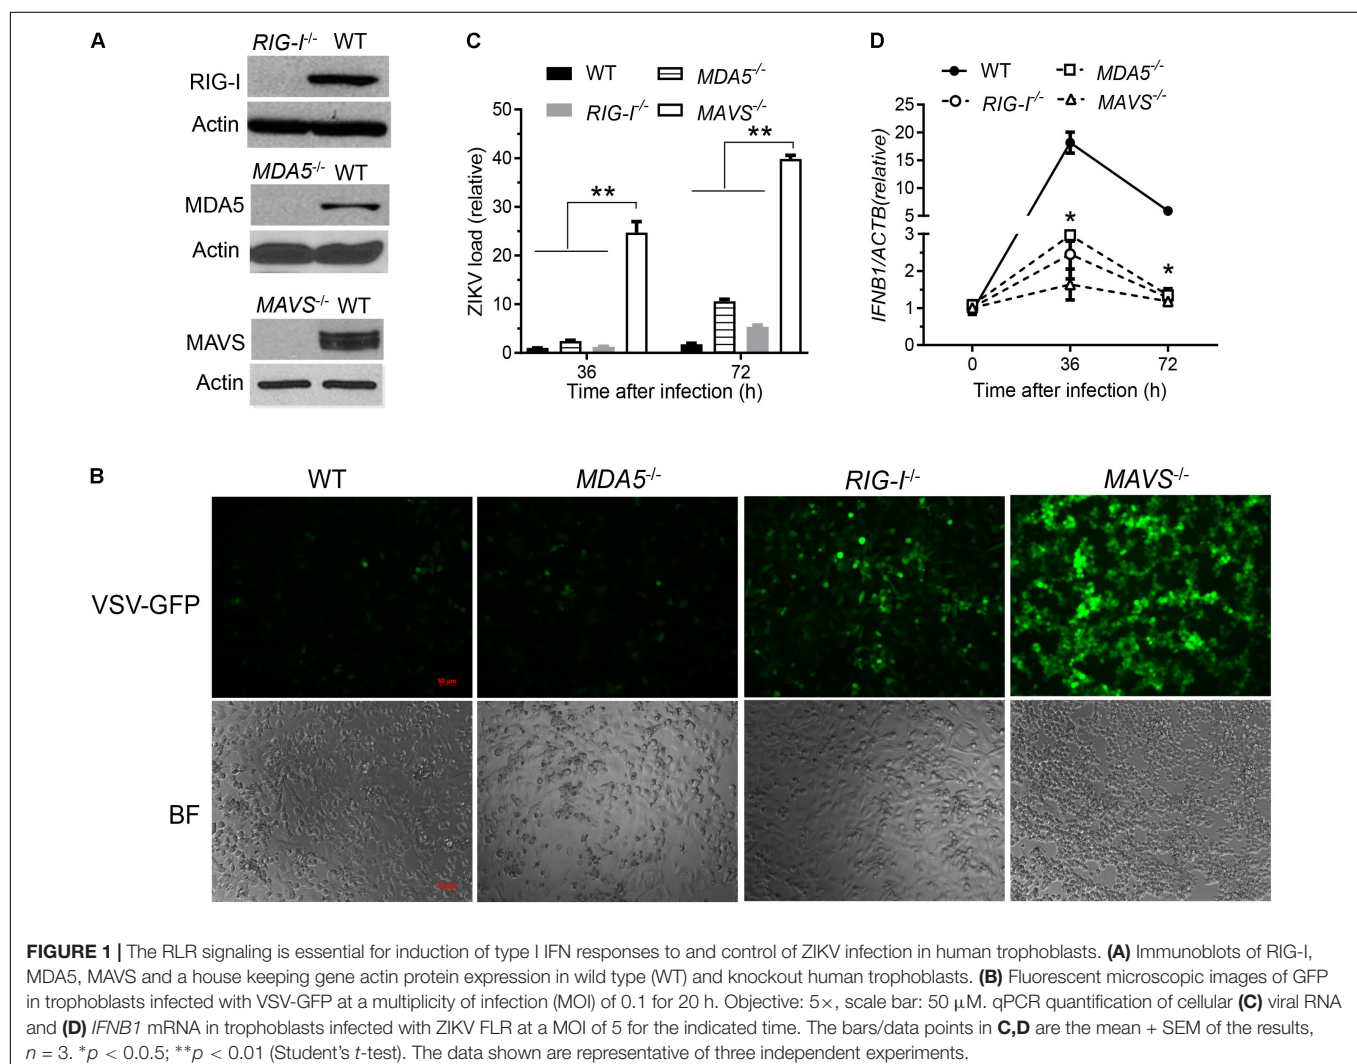 A
RIG-I-/- WT
RIG-I
Actin
MDA5-/- WT
MDA5
Actin
MAVS-/- WT
MAVS
Actin
C
WT MDA5-/-
RIG-I-/- MAVS-/-
ZIKV load (relative)
50
40
30
20
10
0
**
**
36 72
Time after infection (h)
D
WT MDA5-/-
RIG-I-/- MAVS-/-
IFNB1/ACTB(relative)
25
20
15
10
5
3
2
1
0
*
*
0 36 72
Time after infection (h)
B
WT MDA5-/- RIG-I-/- MAVS-/-
VSV-GFP
50 μm
BF
FIGURE 1 | The RLR signaling is essential for induction of type I IFN responses to and control of ZIKV infection in human trophoblasts. (A) Immunoblots of RIG-I,
MDA5, MAVS and a house keeping gene actin protein expression in wild type (WT) and knockout human trophoblasts. (B) Fluorescent microscopic images of GFP
in trophoblasts infected with VSV-GFP at a multiplicity of infection (MOI) of 0.1 for 20 h. Objective: 5×, scale bar: 50 μM. qPCR quantification of cellular (C) viral RNA
and (D) IFNB1 mRNA in trophoblasts infected with ZIKV FLR at a MOI of 5 for the indicated time. The bars/data points in C,D are the mean + SEM of the results,
n = 3. *p < 0.0.5; **p < 0.01 (Student's t-test). The data shown are representative of three independent experiments.